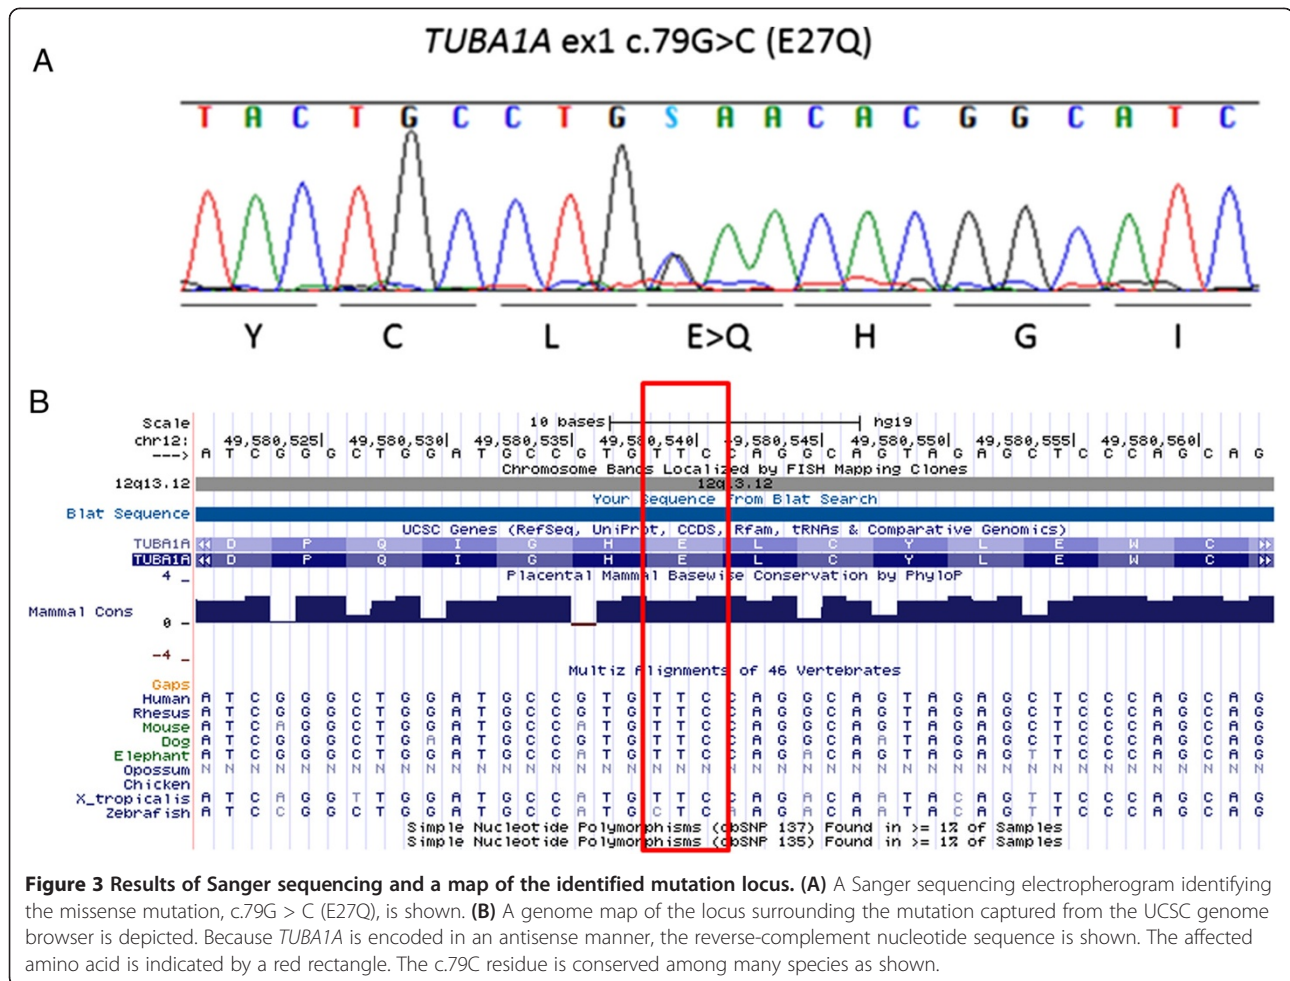 TUBA1A ex1 c.79G>C (E27Q)
A
T A C T G C C T G S A A C A C G G C A T C
Y C L E>Q H G I
B
Scale 10 bases hg19
chr12: 49,580,525| 49,580,530| 49,580,535| 49,580,540| 49,580,545| 49,580,550| 49,580,555| 49,580,560|
---> A T C G G G C T G G A T G C C G T G T T C C A G G C A G T A G A G C T C C C A G C A G
Chromosome Bands Localized by FISH Mapping Clones
12q13.12 12q13.12
Your Sequence from Blat Search
Blat Sequence
UCSC Genes (RefSeq, UniProt, CCDS, Rfam, tRNAs & Comparative Genomics)
TUBA1A D P Q I G H E L C Y L E W C
TUBA1A D P Q I G H E L C Y L E W C
4 _ Placental Mammal Basewise Conservation by PhyloP
Mammal Cons
0 -
-4 _
Multiz Alignments of 46 Vertebrates
Gaps
Human A T C G G G C T G G A T G C C G T G T T C C A G G C A G T A G A G C T C C C A G C A G
Rhesus A T C G G G C T G G A T G C C G T G T T C C A G G C A G T A G A G C T C C C A G C A G
Mouse A T C A G G C T G G A T G C C A T G T T C C A G G C A G T A G A G C T C C C A G C A G
Dog A T C G G G C T G A A T G C C G T G T T C C A G G C A A T A G A G C T C C C A G C A G
Elephant A T C G G G C T G G A T G C C A T G T T C C A G A C A G T A G A G T T C C C A G C A G
Opossum N N N N N N N N N N N N N N N N N N N N N N N N N N N N N N N N N N N N N N N N N N N
Chicken
X_tropicalis A T C A G G T T G G A T G C C A T G T T C C A G A C A A T A C A G T T C C C A G C A G
Zebrafish A T C C G G C T G G A T G C C A T G C T C A A G A C A A T A C A G T T C C C A G C A G
Simple Nucleotide Polymorphisms (dbSNP 137) Found in >= 1% of Samples
Simple Nucleotide Polymorphisms (dbSNP 135) Found in >= 1% of Samples
Figure 3 Results of Sanger sequencing and a map of the identified mutation locus. (A) A Sanger sequencing electropherogram identifying
the missense mutation, c.79G > C (E27Q), is shown. (B) A genome map of the locus surrounding the mutation captured from the UCSC genome
browser is depicted. Because TUBA1A is encoded in an antisense manner, the reverse-complement nucleotide sequence is shown. The affected
amino acid is indicated by a red rectangle. The c.79C residue is conserved among many species as shown.